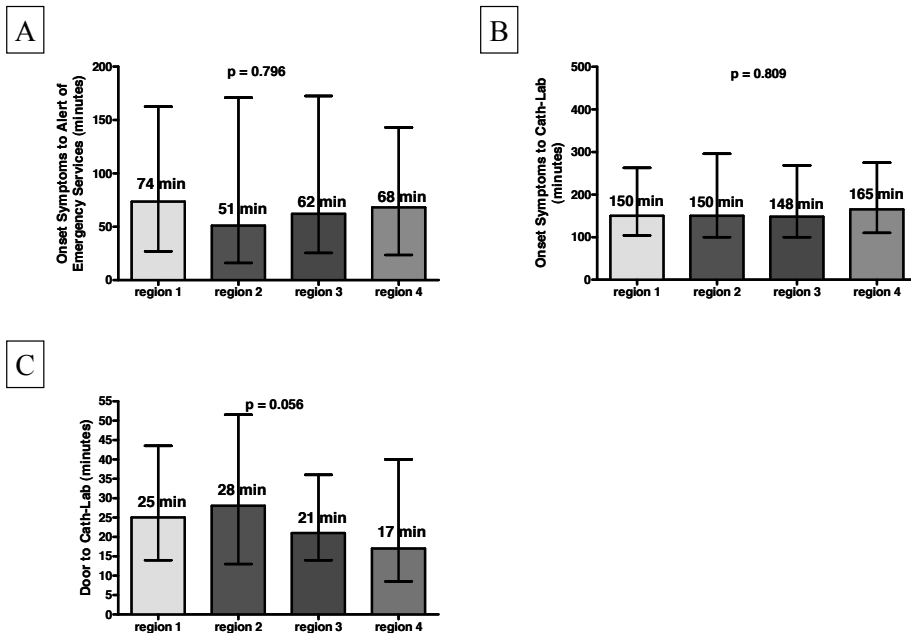 A
Onset Symptoms to Alert of
Emergency Services (minutes)
200
150
100
50
0
p = 0.796
74 min
51 min
62 min
68 min
region 1 region 2 region 3 region 4
B
Onset Symptoms to Cath-Lab
(minutes)
500
400
300
200
100
0
p = 0.809
150 min
150 min
148 min
165 min
region 1 region 2 region 3 region 4
C
Door to Cath-Lab (minutes)
55
50
45
40
35
30
25
20
15
10
5
0
p = 0.056
25 min
28 min
21 min
17 min
region 1 region 2 region 3 region 4